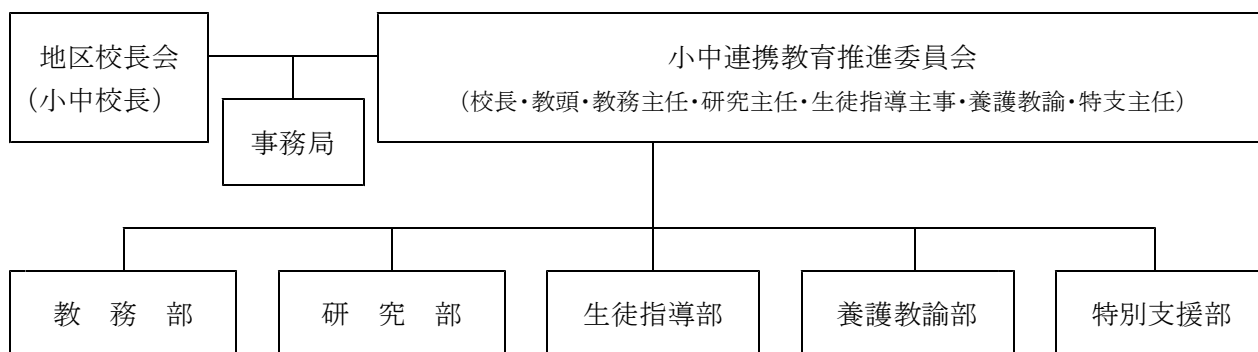 地区校長会
（小中校長）
小中連携教育推進委員会
（校長・教頭・教務主任・研究主任・生徒指導主事・養護教諭・特支主任）
事務局
教　務　部
研　究　部
生徒指導部
養護教諭部
特別支援部